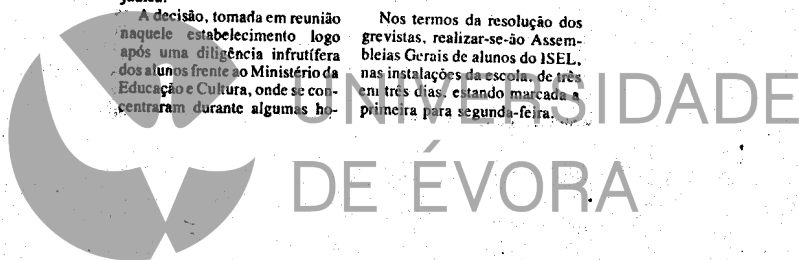 A decisão, tomada em reunião
naquele estabelecimento logo
após uma diligência infrutífera
dos alunos frente ao Ministério da
Educação e Cultura, onde se con-
centraram durante algumas ho-
Nos termos da resolução dos
grevistas, realizar-se-ão Assem-
bleias Gerais de alunos do ISEL,
nas instalações da escola, de três
em três dias, estando marcada a
primeira para segunda-feira.
UNIVERSIDADE
DE ÉVORA